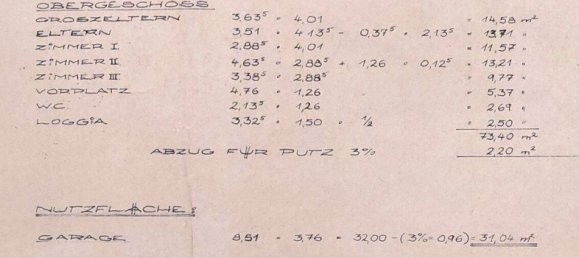 OBERGESCHOSS
GROSZELTERN 3,63⁵ · 4,01 = 14,58 m²
ELTERN 3,51 · 4,13⁵ - 0,37⁵ · 2,13⁵ = 13,71 "
ZIMMER I 2,88⁵ · 4,01 = 11,57 "
ZIMMER II 4,63⁵ · 2,88⁵ + 1,26 · 0,12⁵ = 13,21 "
ZIMMER III 3,38⁵ · 2,88⁵ = 9,77 "
VORPLATZ 4,76 · 1,26 = 5,37 "
WC. 2,13⁵ · 1,26 = 2,69 "
LOGGIA 3,32⁵ · 1,50 · ½ = 2,50 "
73,40 m²
ABZUG FÜR PUTZ 3% 2,20 m²
NUTZFLÄCHE:
GARAGE 8,51 · 3,76 = 32,00 - (3% = 0,96) = 31,04 m²